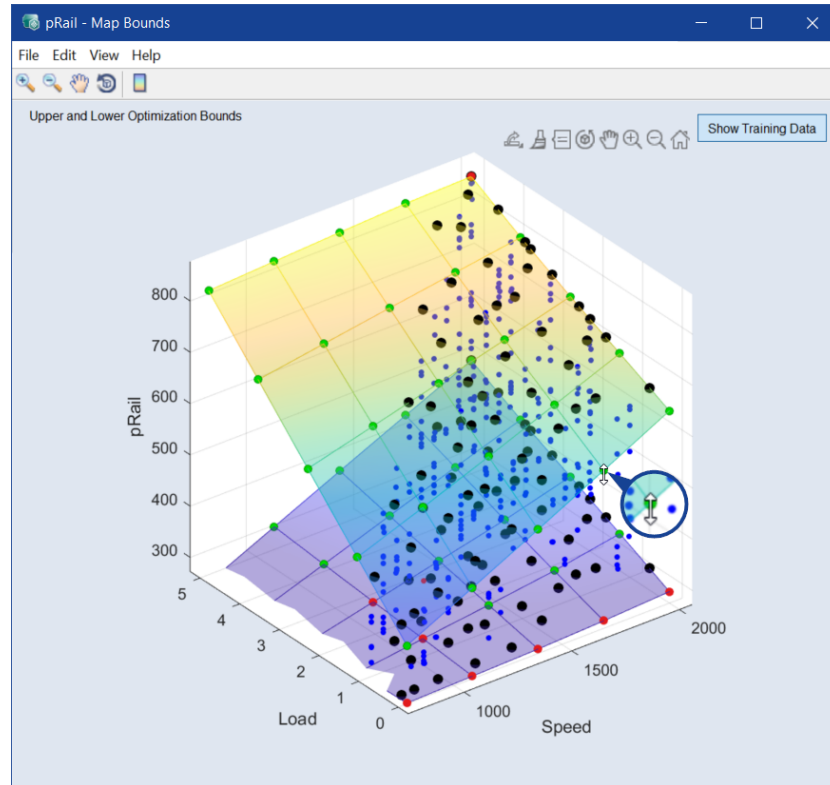 pRail - Map Bounds
File Edit View Help
Upper and Lower Optimization Bounds
Show Training Data
800
700
600
500
400
300
pRail
5
4
3
2
1
0
Load
1000
1500
2000
Speed